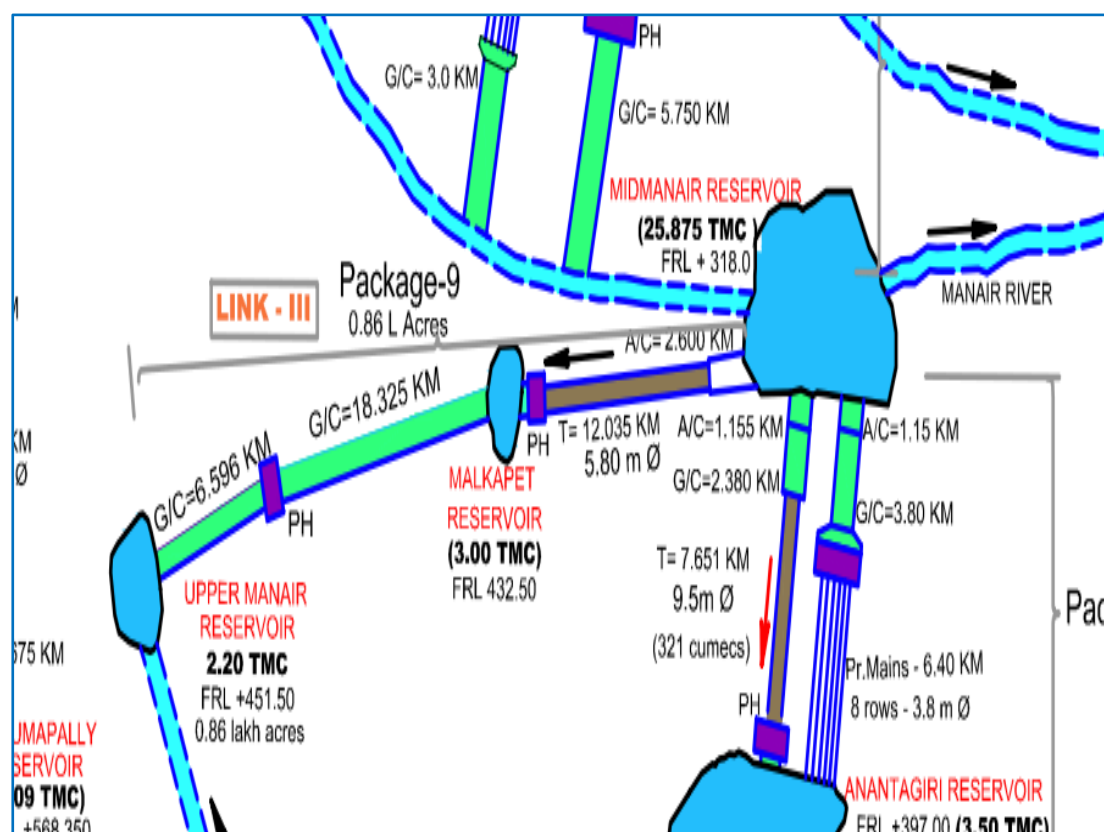 PH
G/C= 3.0 KM
G/C= 5.750 KM
MIDMANAIR RESERVOIR
(25.875 TMC )
FRL + 318.0
MANAIR RIVER
Package-9
LINK - III
0.86 L Acres
A/C= 2.600 KM
G/C=18.325 KM
T= 12.035 KM
5.80 m Ø
PH
A/C=1.155 KM
A/C=1.15 KM
G/C=6.596 KM
PH
MALKAPET
RESERVOIR
(3.00 TMC)
FRL 432.50
G/C=2.380 KM
G/C=3.80 KM
T= 7.651 KM
9.5m Ø
(321 cumecs)
UPPER MANAIR
RESERVOIR
2.20 TMC
FRL +451.50
0.86 lakh acres
Pr.Mains - 6.40 KM
8 rows - 3.8 m Ø
PH
ANANTAGIRI RESERVOIR
FRL +397.00 (3.50 TMC)
Pac
KM
Ø
675 KM
UMAPALLY
SERVOIR
09 TMC)
+568.350